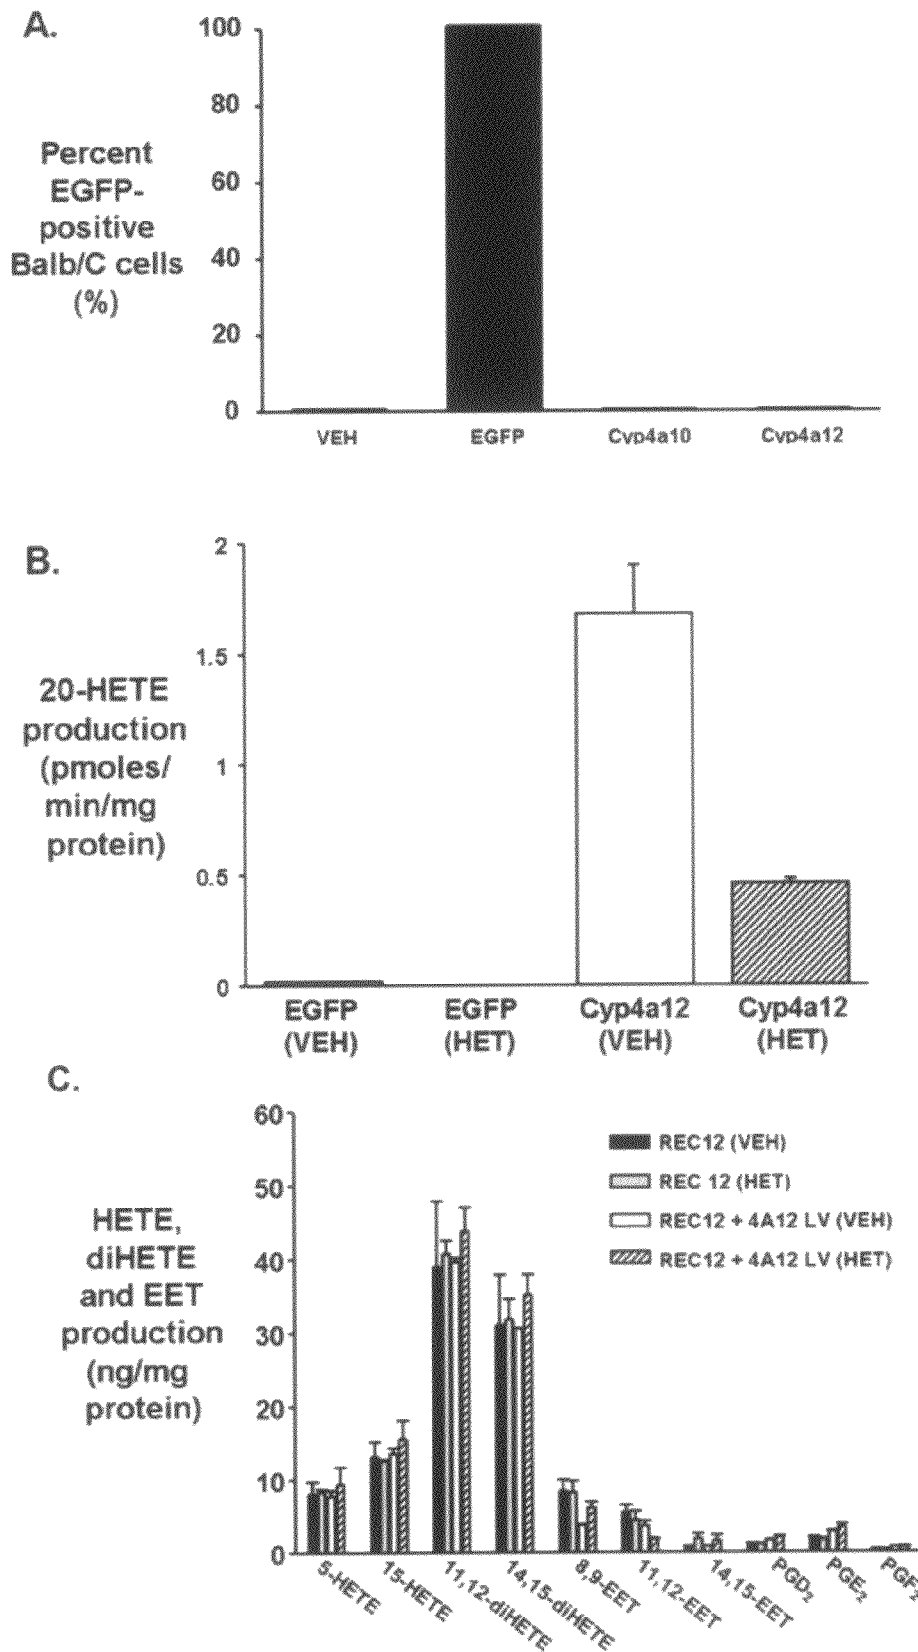 A.
100
80
60
40
20
0
Percent
EGFP-
positive
Balb/C cells
(%)
VEH EGFP Cyp4a10 Cyp4a12
B.
2
1.5
1
0.5
0
20-HETE
production
(pmoles/
min/mg
protein)
EGFP
(VEH)
EGFP
(HET)
Cyp4a12
(VEH)
Cyp4a12
(HET)
C.
60
50
40
30
20
10
0
HETE,
diHETE
and EET
production
(ng/mg
protein)
REC12 (VEH)
REC 12 (HET)
REC12 + 4A12 LV (VEH)
REC12 + 4A12 LV (HET)
5-HETE
15-HETE
11,12-diHETE
14,15-diHETE
8,9-EET
11,12-EET
14,15-EET
PGD2
PGE2
PGF2